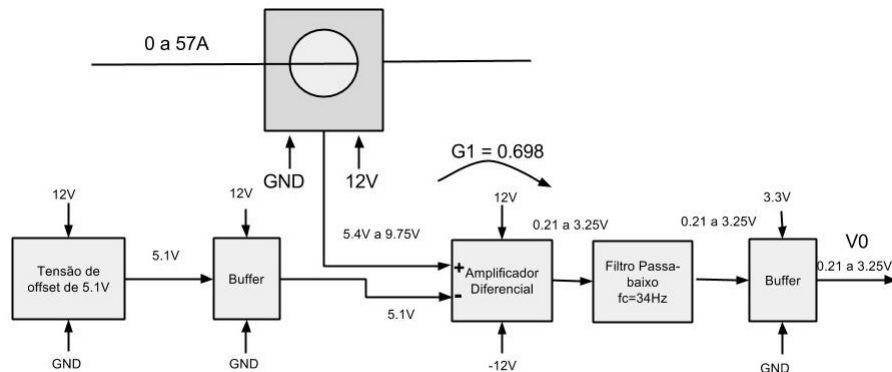 0 a 57A
GND
12V
G1 = 0.698
12V
12V
12V
3.3V
5.4V a 9.75V
0.21 a 3.25V
0.21 a 3.25V
V0
0.21 a 3.25V
Tensão de
offset de 5.1V
5.1V
Buffer
+
-
5.1V
Amplificador
Diferencial
Filtro Passa-
baixo
fc=34Hz
Buffer
GND
GND
-12V
GND